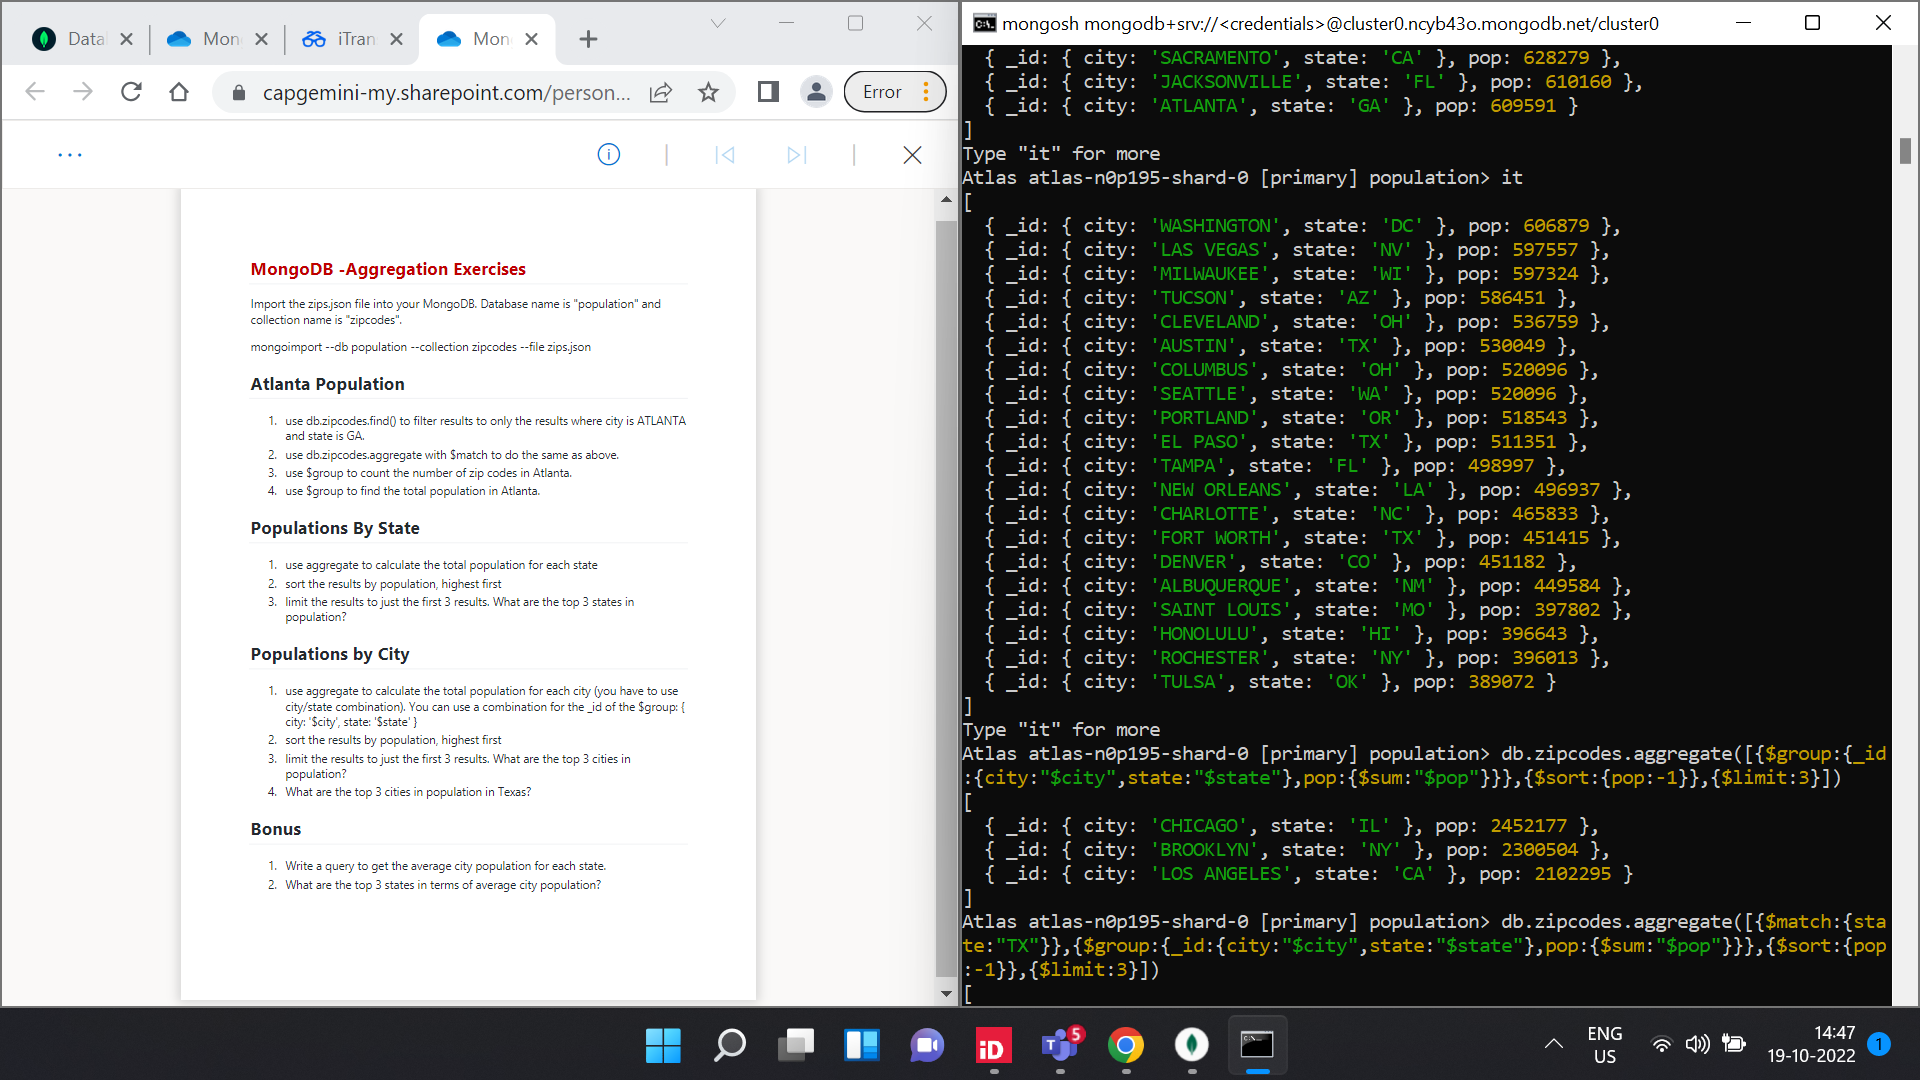 Data
Mon
iTran
Mon
mongosh mongodb+srv://<credentials>@cluster0.ncyb43o.mongodb.net/cluster0
capgemini-my.sharepoint.com/person...
Error
MongoDB -Aggregation Exercises
Import the zips.json file into your MongoDB. Database name is "population" and
collection name is "zipcodes".
mongoimport --db population --collection zipcodes --file zips.json
Atlanta Population
1. use db.zipcodes.find() to filter results to only the results where city is ATLANTA
and state is GA.
2. use db.zipcodes.aggregate with $match to do the same as above.
3. use $group to count the number of zip codes in Atlanta.
4. use $group to find the total population in Atlanta.
Populations By State
1. use aggregate to calculate the total population for each state
2. sort the results by population, highest first
3. limit the results to just the first 3 results. What are the top 3 states in
population?
Populations by City
1. use aggregate to calculate the total population for each city (you have to use
city/state combination). You can use a combination for the _id of the $group: {
city: '$city', state: '$state' }
2. sort the results by population, highest first
3. limit the results to just the first 3 results. What are the top 3 cities in
population?
4. What are the top 3 cities in population in Texas?
Bonus
1. Write a query to get the average city population for each state.
2. What are the top 3 states in terms of average city population?
{ _id: { city: 'SACRAMENTO', state: 'CA' }, pop: 628279 },
{ _id: { city: 'JACKSONVILLE', state: 'FL' }, pop: 610160 },
{ _id: { city: 'ATLANTA', state: 'GA' }, pop: 609591 }
]
Type "it" for more
Atlas atlas-n0p195-shard-0 [primary] population> it
[
{ _id: { city: 'WASHINGTON', state: 'DC' }, pop: 606879 },
{ _id: { city: 'LAS VEGAS', state: 'NV' }, pop: 597557 },
{ _id: { city: 'MILWAUKEE', state: 'WI' }, pop: 597324 },
{ _id: { city: 'TUCSON', state: 'AZ' }, pop: 586451 },
{ _id: { city: 'CLEVELAND', state: 'OH' }, pop: 536759 },
{ _id: { city: 'AUSTIN', state: 'TX' }, pop: 530049 },
{ _id: { city: 'COLUMBUS', state: 'OH' }, pop: 520096 },
{ _id: { city: 'SEATTLE', state: 'WA' }, pop: 520096 },
{ _id: { city: 'PORTLAND', state: 'OR' }, pop: 518543 },
{ _id: { city: 'EL PASO', state: 'TX' }, pop: 511351 },
{ _id: { city: 'TAMPA', state: 'FL' }, pop: 498997 },
{ _id: { city: 'NEW ORLEANS', state: 'LA' }, pop: 496937 },
{ _id: { city: 'CHARLOTTE', state: 'NC' }, pop: 465833 },
{ _id: { city: 'FORT WORTH', state: 'TX' }, pop: 451415 },
{ _id: { city: 'DENVER', state: 'CO' }, pop: 451182 },
{ _id: { city: 'ALBUQUERQUE', state: 'NM' }, pop: 449584 },
{ _id: { city: 'SAINT LOUIS', state: 'MO' }, pop: 397802 },
{ _id: { city: 'HONOLULU', state: 'HI' }, pop: 396643 },
{ _id: { city: 'ROCHESTER', state: 'NY' }, pop: 396013 },
{ _id: { city: 'TULSA', state: 'OK' }, pop: 389072 }
]
Type "it" for more
Atlas atlas-n0p195-shard-0 [primary] population> db.zipcodes.aggregate([{$group:{_id
:{city:"$city",state:"$state"},pop:{$sum:"$pop"}}},{$sort:{pop:-1}},{$limit:3}])
[
{ _id: { city: 'CHICAGO', state: 'IL' }, pop: 2452177 },
{ _id: { city: 'BROOKLYN', state: 'NY' }, pop: 2300504 },
{ _id: { city: 'LOS ANGELES', state: 'CA' }, pop: 2102295 }
]
Atlas atlas-n0p195-shard-0 [primary] population> db.zipcodes.aggregate([{$match:{sta
te:"TX"}},{$group:{_id:{city:"$city",state:"$state"},pop:{$sum:"$pop"}}},{$sort:{pop
:-1}},{$limit:3}])
[
iD
T
5
ENG
US
14:47
19-10-2022
1